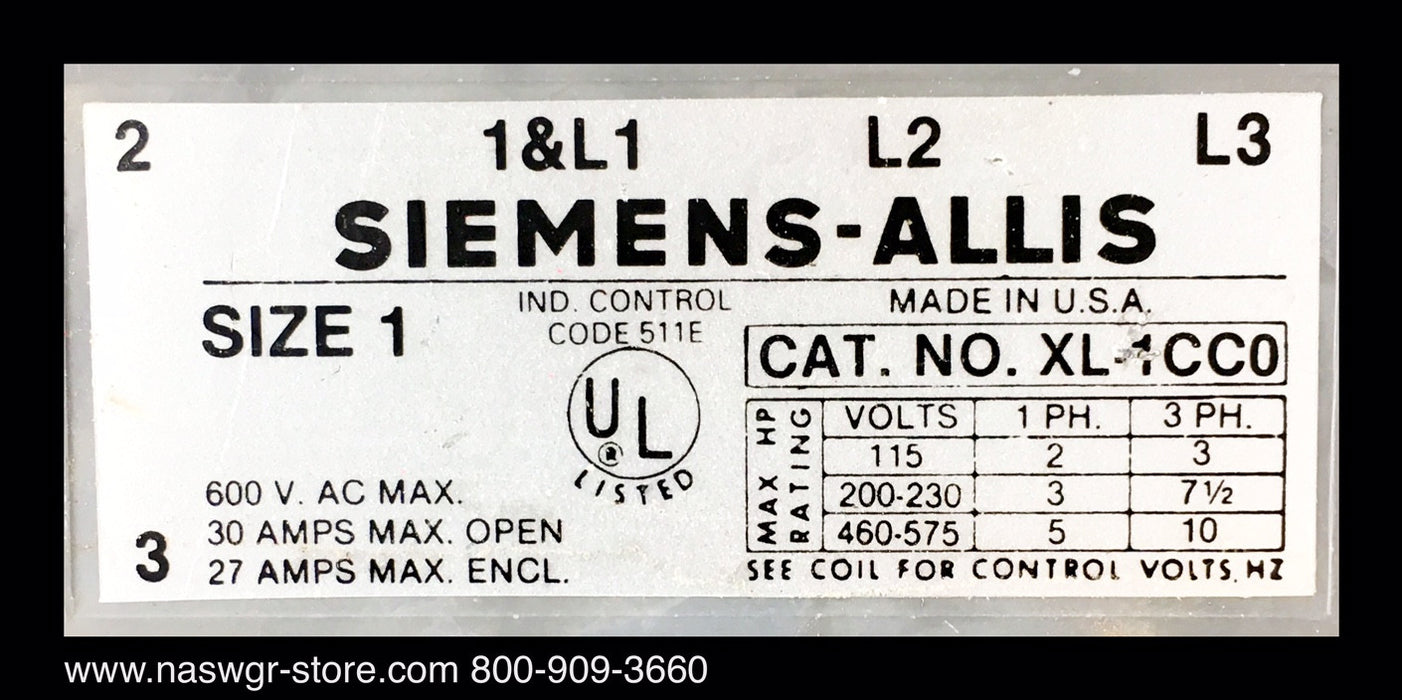 2 1&L1 L2 L3
SIEMENS-ALLIS
SIZE 1
IND. CONTROL
CODE 511E
UL
®
LISTED
MADE IN U.S.A.
CAT. NO. XL-1CC0
MAX HP
RATING
VOLTS 1 PH. 3 PH.
115 2 3
200-230 3 7½
460-575 5 10
SEE COIL FOR CONTROL VOLTS. HZ
600 V. AC MAX.
30 AMPS MAX. OPEN
27 AMPS MAX. ENCL.
3
www.naswgr-store.com 800-909-3660